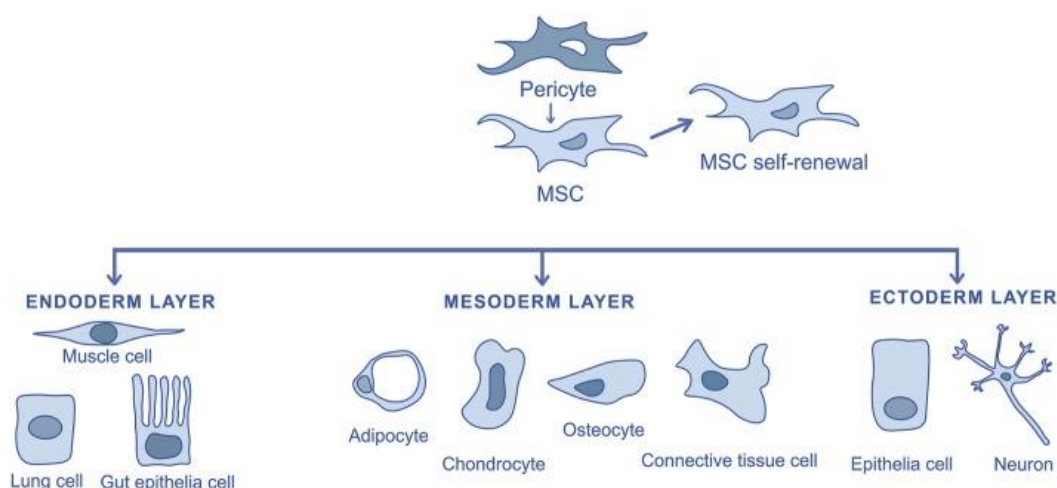 Pericyte
MSC
MSC self-renewal
ENDODERM LAYER
Muscle cell
Lung cell
Gut epithelia cell
MESODERM LAYER
Adipocyte
Chondrocyte
Osteocyte
Connective tissue cell
ECTODERM LAYER
Epithelia cell
Neuron